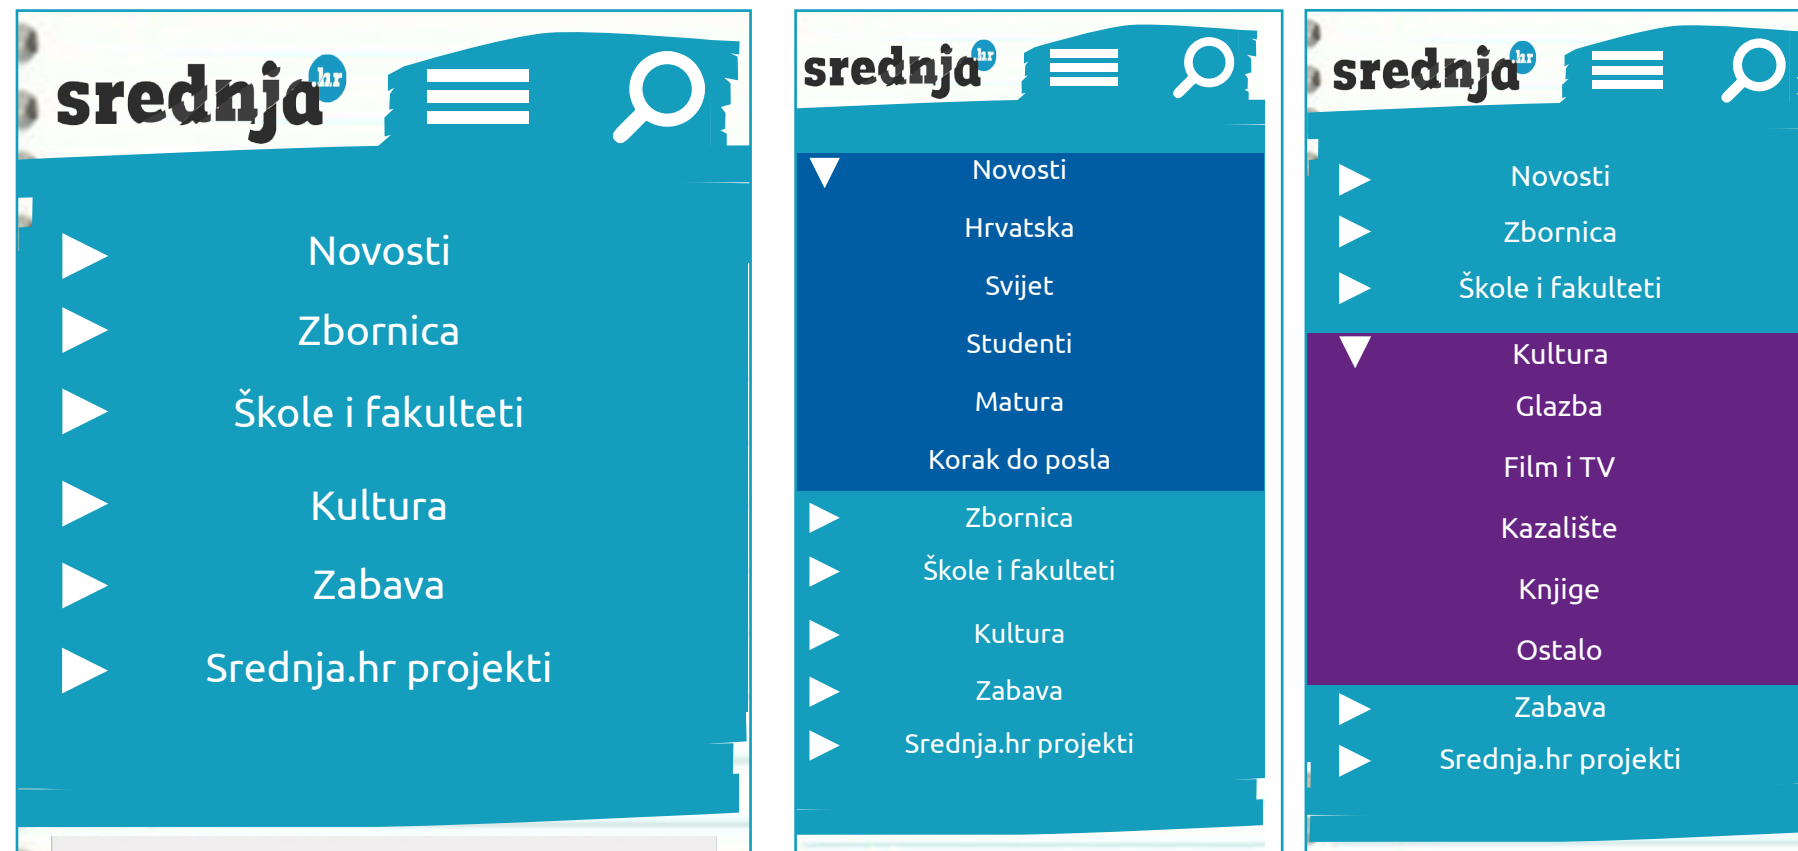 srednja.hr
Novosti
Zbornica
Škole i fakulteti
Kultura
Zabava
Srednja.hr projekti
srednja.hr
Novosti
Hrvatska
Svijet
Studenti
Matura
Korak do posla
Zbornica
Škole i fakulteti
Kultura
Zabava
Srednja.hr projekti
srednja.hr
Novosti
Zbornica
Škole i fakulteti
Kultura
Glazba
Film i TV
Kazalište
Knjige
Ostalo
Zabava
Srednja.hr projekti